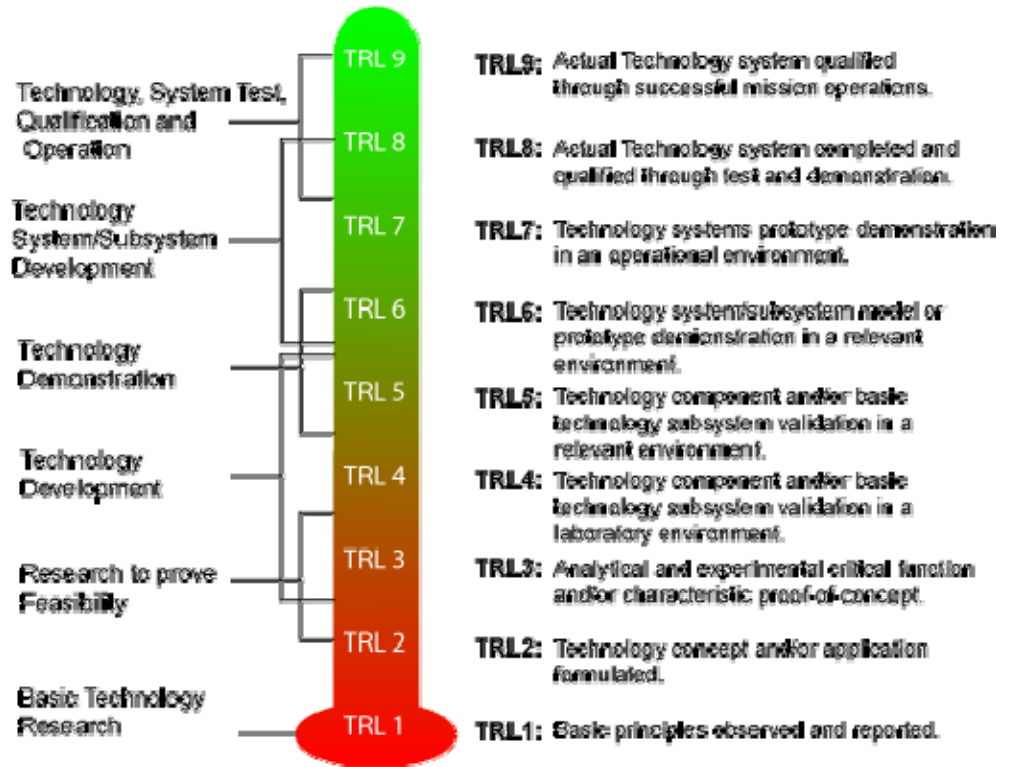 Technology, System Test,
Qualification and
Operation
Technology
System/Subsystem
Development
Technology
Demonstration
Technology
Development
Research to prove
Feasibility
Basic Technology
Research
TRL 9
TRL 8
TRL 7
TRL 6
TRL 5
TRL 4
TRL 3
TRL 2
TRL 1
TRL9: Actual Technology system qualified
through successful mission operations.
TRL8: Actual Technology system completed and
qualified through test and demonstration.
TRL7: Technology systems prototype demonstration
in an operational environment.
TRL6: Technology system/subsystem model or
prototype demionstration in a relevant
environment.
TRL5: Technology component and/or basic
technology subsystem validation in a
relevant environment.
TRL4: Technology component and/or basic
technology subsystem validation in a
laboratory environment.
TRL3: Analytical and experimental critical function
and/or characteristic proof-of-concept.
TRL2: Technology concept and/or application
formulated.
TRL1: Basic principles observed and reported.